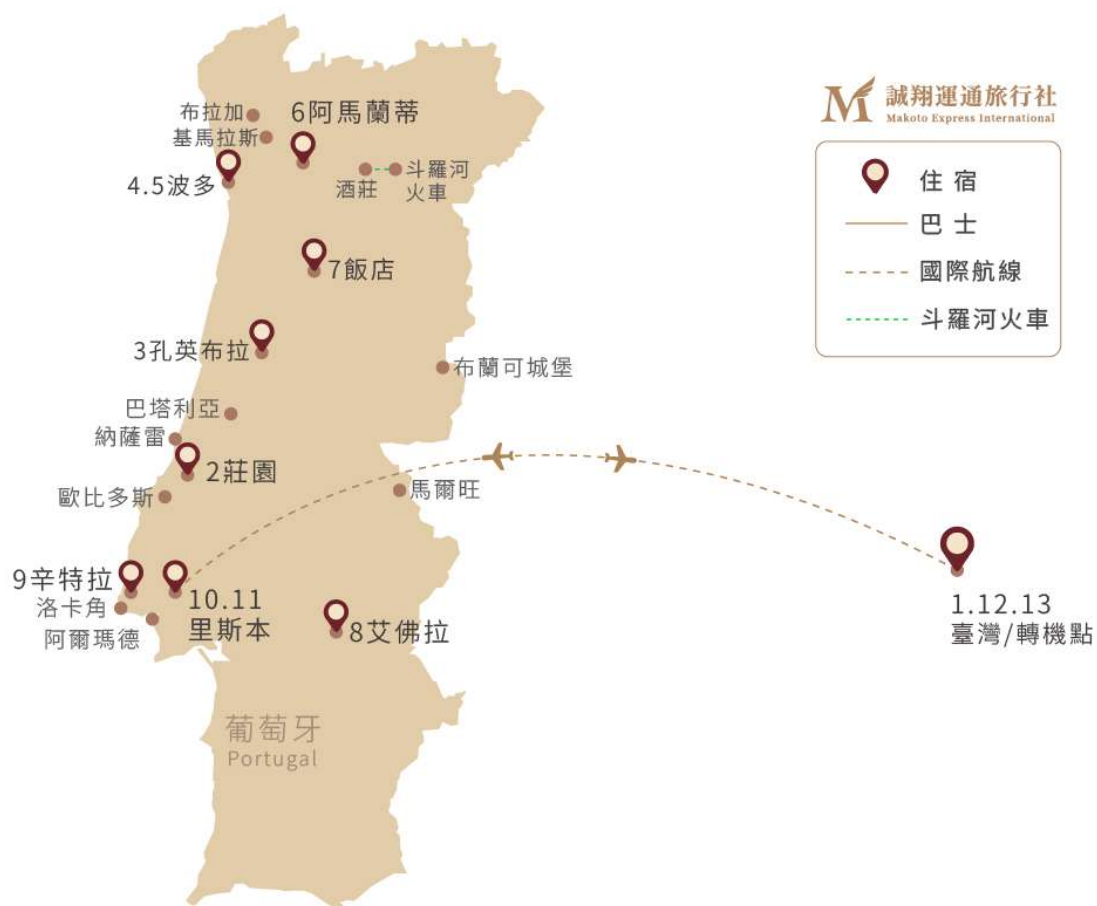 布拉加
基馬拉斯
6阿馬蘭蒂
4.5波多
酒莊
斗羅河
火車
7飯店
3孔英布拉
布蘭可城堡
巴塔利亞
納薩雷
2莊園
歐比多斯
馬爾旺
9辛特拉
洛卡角
阿爾瑪德
10.11
里斯本
8艾佛拉
1.12.13
臺灣/轉機點
葡萄牙
Portugal
M 誠翔運通旅行社
Makoto Express International
住宿
巴士
國際航線
斗羅河火車